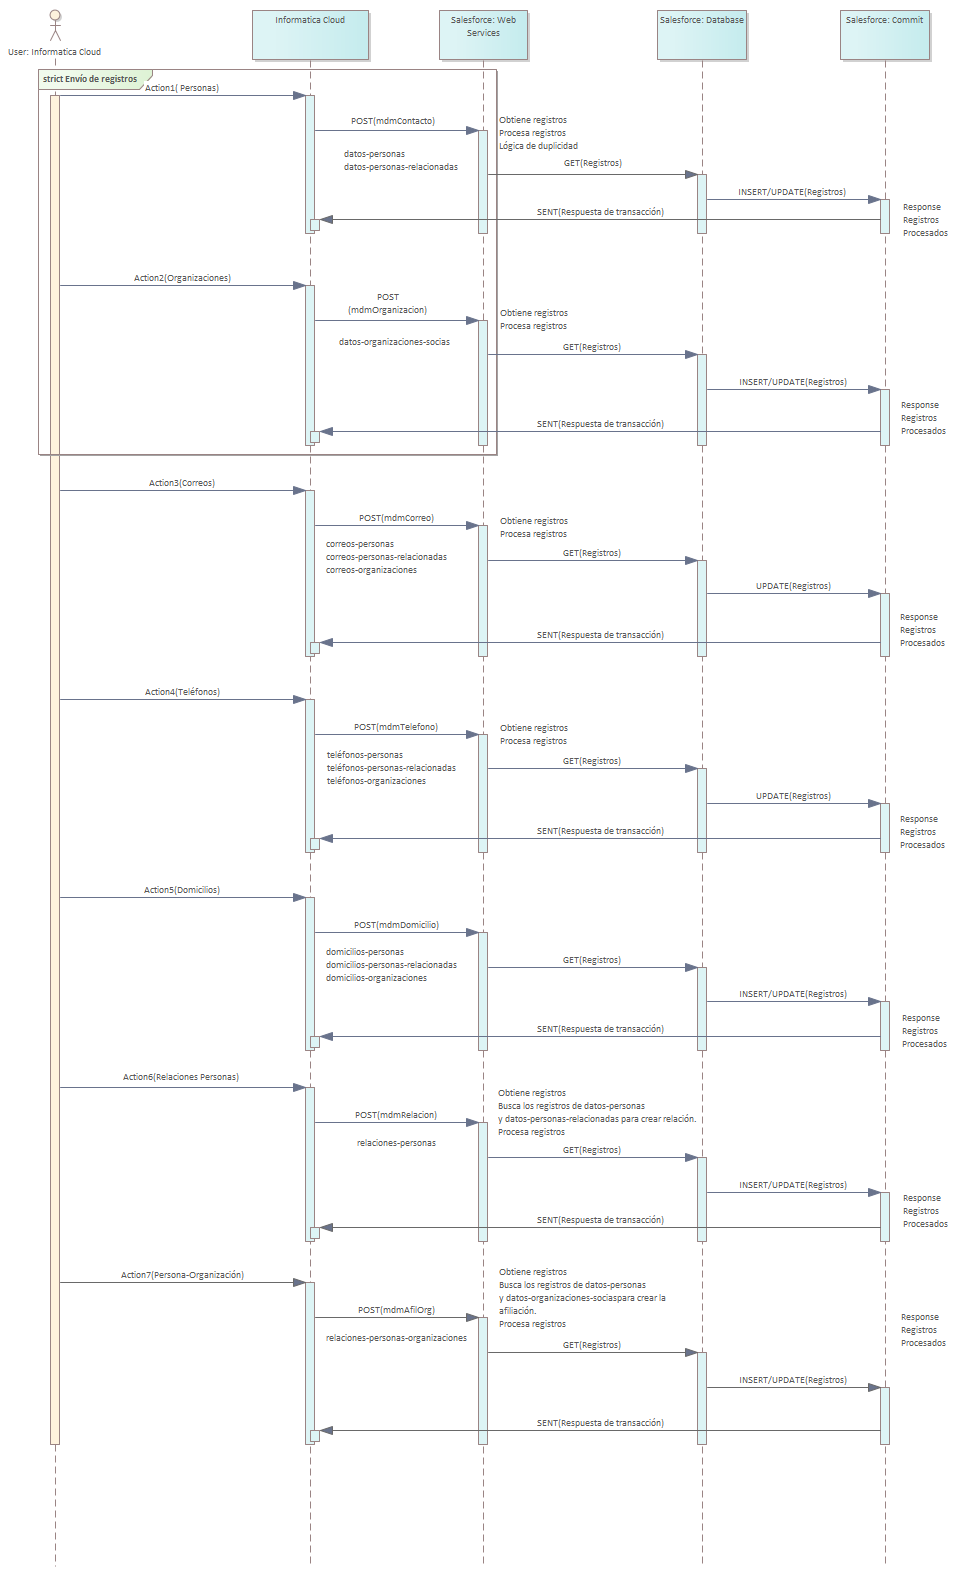 User: Informatica Cloud
Informatica Cloud
Salesforce: Web
Services
Salesforce: Database
Salesforce: Commit
strict Envío de registros
Action1( Personas)
POST(mdmContacto)
datos-personas
datos-personas-relacionadas
Obtiene registros
Procesa registros
Lógica de duplicidad
GET(Registros)
INSERT/UPDATE(Registros)
SENT(Respuesta de transacción)
Response
Registros
Procesados
Action2(Organizaciones)
POST
(mdmOrganizacion)
datos-organizaciones-socias
Obtiene registros
Procesa registros
GET(Registros)
INSERT/UPDATE(Registros)
SENT(Respuesta de transacción)
Response
Registros
Procesados
Action3(Correos)
POST(mdmCorreo)
correos-personas
correos-personas-relacionadas
correos-organizaciones
Obtiene registros
Procesa registros
GET(Registros)
UPDATE(Registros)
SENT(Respuesta de transacción)
Response
Registros
Procesados
Action4(Teléfonos)
POST(mdmTelefono)
teléfonos-personas
teléfonos-personas-relacionadas
teléfonos-organizaciones
Obtiene registros
Procesa registros
GET(Registros)
UPDATE(Registros)
SENT(Respuesta de transacción)
Response
Registros
Procesados
Action5(Domicilios)
POST(mdmDomicilio)
domicilios-personas
domicilios-personas-relacionadas
domicilios-organizaciones
GET(Registros)
INSERT/UPDATE(Registros)
SENT(Respuesta de transacción)
Response
Registros
Procesados
Action6(Relaciones Personas)
POST(mdmRelacion)
relaciones-personas
Obtiene registros
Busca los registros de datos-personas
y datos-personas-relacionadas para crear relación.
Procesa registros
GET(Registros)
INSERT/UPDATE(Registros)
SENT(Respuesta de transacción)
Response
Registros
Procesados
Action7(Persona-Organización)
POST(mdmAfilOrg)
relaciones-personas-organizaciones
Obtiene registros
Busca los registros de datos-personas
y datos-organizaciones-sociaspara crear la
afiliación.
Procesa registros
GET(Registros)
INSERT/UPDATE(Registros)
SENT(Respuesta de transacción)
Response
Registros
Procesados